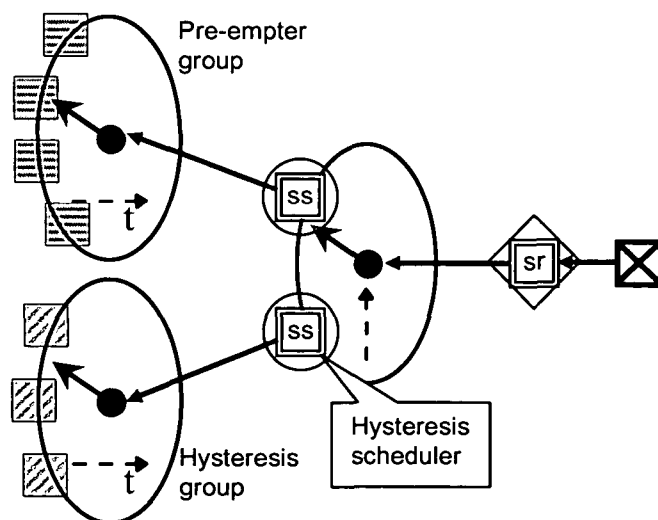 Pre-empter
group
t
ss
sr
ss
t
Hysteresis
group
Hysteresis
scheduler